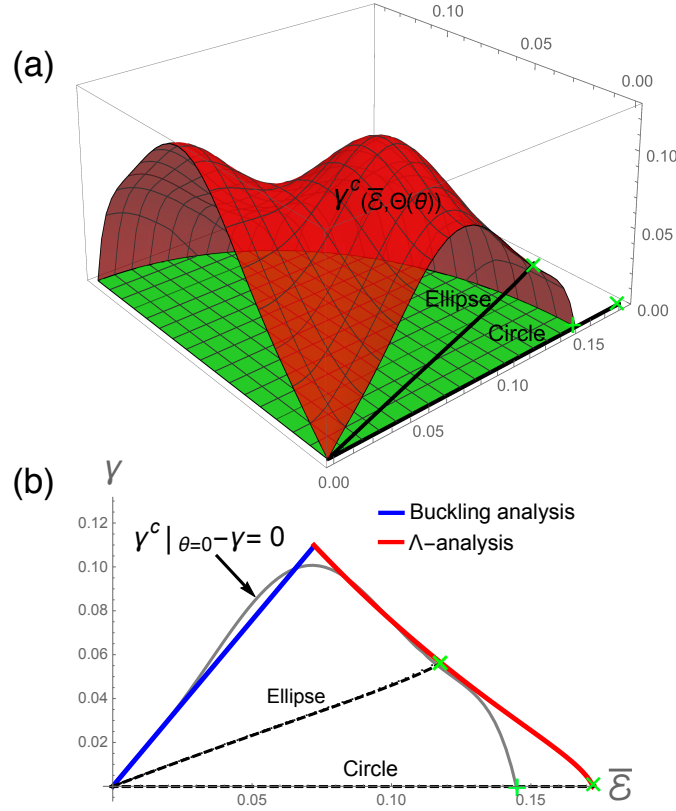 (a)
0.10
0.05
0.00
0.10
0.05
0.00
γᶜ(ℰ̅,Θ(θ))
Ellipse
Circle
0.15
0.10
0.05
0.00
(b)
γ
0.12
0.10
0.08
0.06
0.04
0.02
γᶜ|θ=0−γ= 0
Buckling analysis
Λ−analysis
Ellipse
Circle
0.05
0.10
0.15
ℰ̅